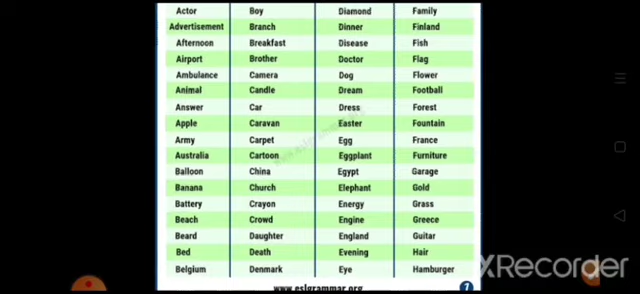 Actor Boy Diamond Family
Advertisement Branch Dinner Finland
Afternoon Breakfast Disease Fish
Airport Brother Doctor Flag
Ambulance Camera Dog Flower
Animal Candle Dream Football
Answer Car Dress Forest
Apple Caravan Easter Fountain
Army Carpet Egg France
Australia Cartoon Eggplant Furniture
Balloon China Egypt Garage
Banana Church Elephant Gold
Battery Crayon Energy Grass
Beach Crowd Engine Greece
Beard Daughter England Guitar
Bed Death Evening Hair
Belgium Denmark Eye Hamburger
www.eslgrammar.org 7
XRecorder